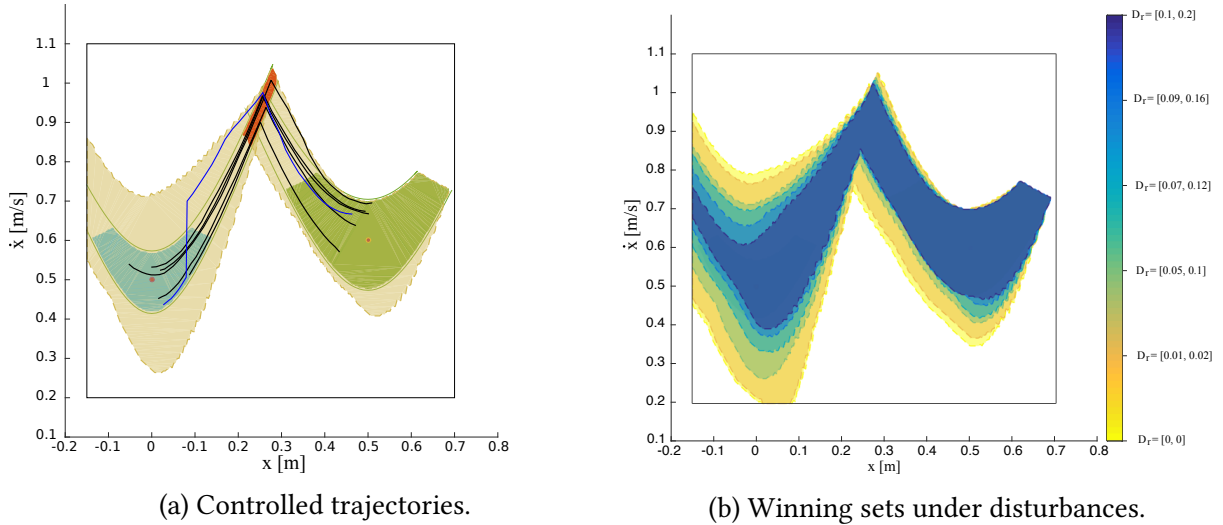 1.1
1
0.9
0.8
0.7
0.6
0.5
0.4
0.3
0.2
0.1
ẋ [m/s]
-0.2 -0.1 0 -0.1 0.2 0.3 0.4 0.5 0.6 0.7 0.8
x [m]
(a) Controlled trajectories.
1.1
1
0.9
0.8
0.7
0.6
0.5
0.4
0.3
0.2
0.1
ẋ [m/s]
-0.2 -0.1 0 0.1 0.2 0.3 0.4 0.5 0.6 0.7 0.8
x [m]
Dr= [0.1, 0.2]
Dr= [0.09, 0.16]
Dr= [0.07, 0.12]
Dr= [0.05, 0.1]
Dr= [0.01, 0.02]
Dr= [0, 0]
(b) Winning sets under disturbances.